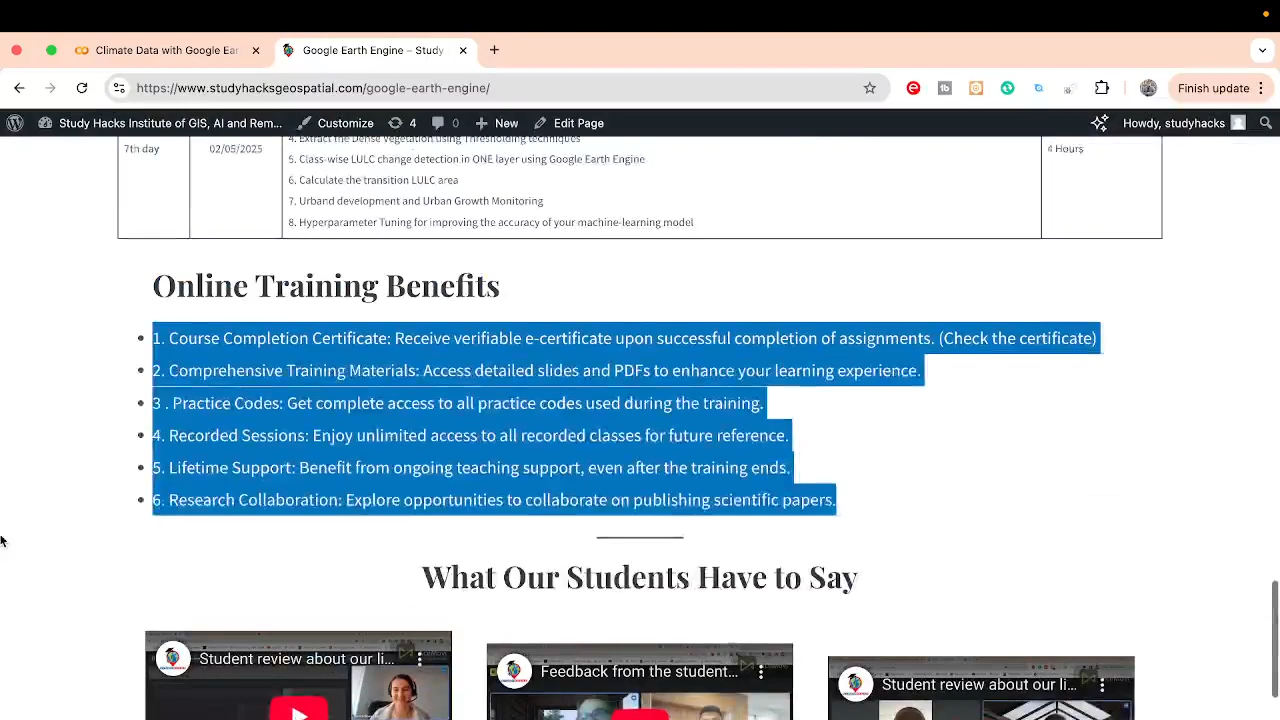 Climate Data with Google Ear
Google Earth Engine – Study
https://www.studyhacksgeospatial.com/google-earth-engine/
Finish update
Study Hacks Institute of GIS, AI and Rem...
Customize
4
0
New
Edit Page
Howdy, studyhacks
4. Extract the Dense Vegetation using Thresholding techniques
7th day
02/05/2025
4 Hours
5. Class-wise LULC change detection in ONE layer using Google Earth Engine
6. Calculate the transition LULC area
7. Urband development and Urban Growth Monitoring
8. Hyperparameter Tuning for improving the accuracy of your machine-learning model
Online Training Benefits
1. Course Completion Certificate: Receive verifiable e-certificate upon successful completion of assignments. (Check the certificate)
2. Comprehensive Training Materials: Access detailed slides and PDFs to enhance your learning experience.
3 . Practice Codes: Get complete access to all practice codes used during the training.
4. Recorded Sessions: Enjoy unlimited access to all recorded classes for future reference.
5. Lifetime Support: Benefit from ongoing teaching support, even after the training ends.
6. Research Collaboration: Explore opportunities to collaborate on publishing scientific papers.
What Our Students Have to Say
Student review about our li...
Feedback from the student...
Student review about our li...